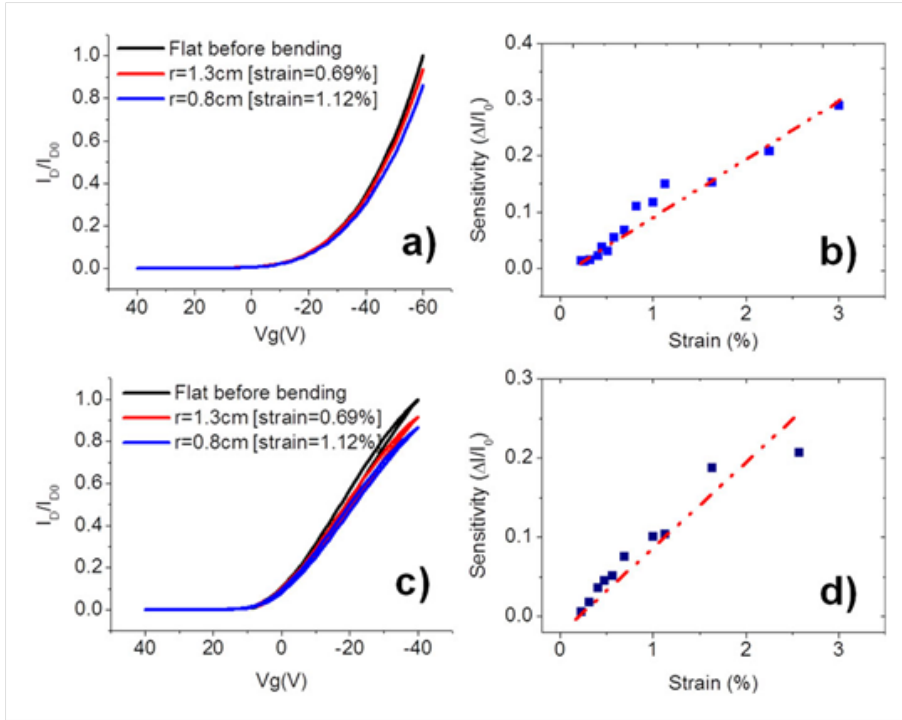 Flat before bending
r=1.3cm [strain=0.69%]
r=0.8cm [strain=1.12%]
1.0
0.8
0.6
0.4
0.2
0.0
I_D/I_D0
40 20 0 -20 -40 -60
Vg(V)
a)
0.4
0.3
0.2
0.1
0.0
Sensitivity (ΔI/I_0)
0 1 2 3
Strain (%)
b)
Flat before bending
r=1.3cm [strain=0.69%]
r=0.8cm [strain=1.12%]
1.0
0.8
0.6
0.4
0.2
0.0
I_D/I_D0
40 20 0 -20 -40
Vg(V)
c)
0.3
0.2
0.1
0.0
Sensitivity (ΔI/I_0)
0 1 2 3
Strain (%)
d)